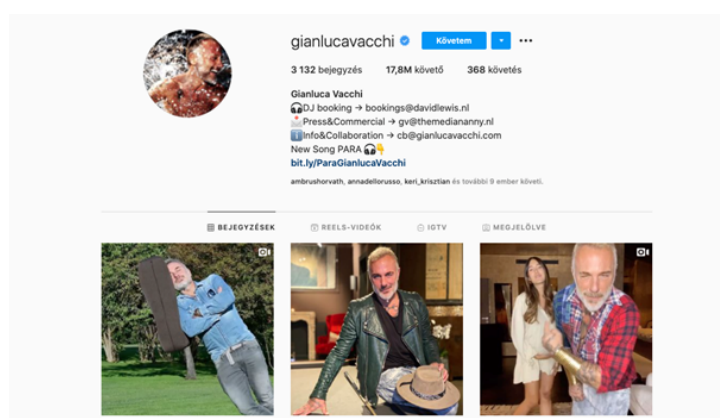 gianlucavacchi Követem
3 132 bejegyzés 17,8M követő 368 követés
Gianluca Vacchi
DJ booking → bookings@davidlewis.nl
Press&Commercial → gv@themediananny.nl
Info&Collaboration → cb@gianlucavacchi.com
New Song PARA
bit.ly/ParaGianlucaVacchi
ambrushorvath, annadellorusso, keri_krisztian és további 9 ember követi.
BEJEGYZÉSEK REELS-VIDEÓK IGTV MEGJELÖLVE